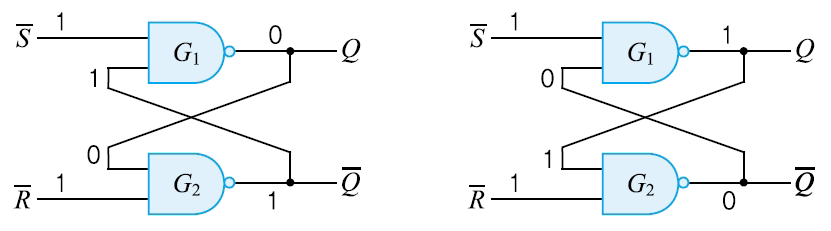 S̅ 1 G₁ 0 Q
1
0
R̅ 1 G₂ 1 Q̅
S̅ 1 G₁ 1 Q
0
1
R̅ 1 G₂ 0 Q̅